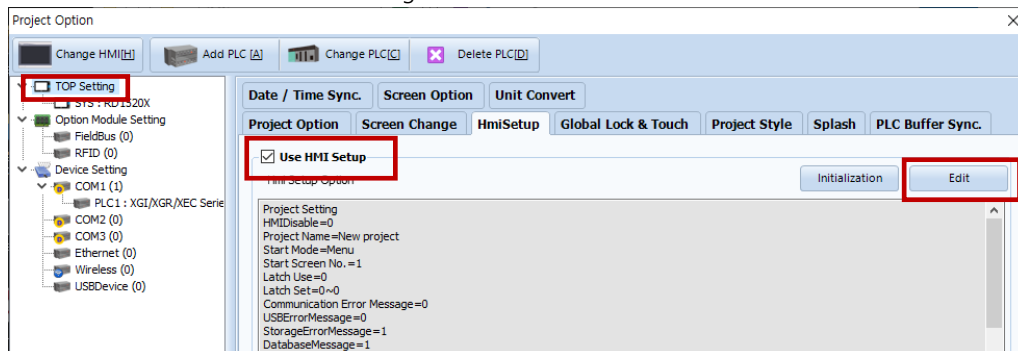 Project Option
Change HMI[H] Add PLC [A] Change PLC[C] Delete PLC[D]
TOP Setting
SYS : RD1520X
Option Module Setting
FieldBus (0)
RFID (0)
Device Setting
COM1 (1)
PLC1 : XGI/XGR/XEC Serie
COM2 (0)
COM3 (0)
Ethernet (0)
Wireless (0)
USBDevice (0)
Date / Time Sync. Screen Option Unit Convert
Project Option Screen Change HmiSetup Global Lock & Touch Project Style Splash PLC Buffer Sync.
Use HMI Setup
Hmi Setup Option
Initialization Edit
Project Setting
HMIDisable=0
Project Name=New project
Start Mode=Menu
Start Screen No.=1
Latch Use=0
Latch Set=0~0
Communication Error Message=0
USBErrorMessage=0
StorageErrorMessage=1
DatabaseMessage=1